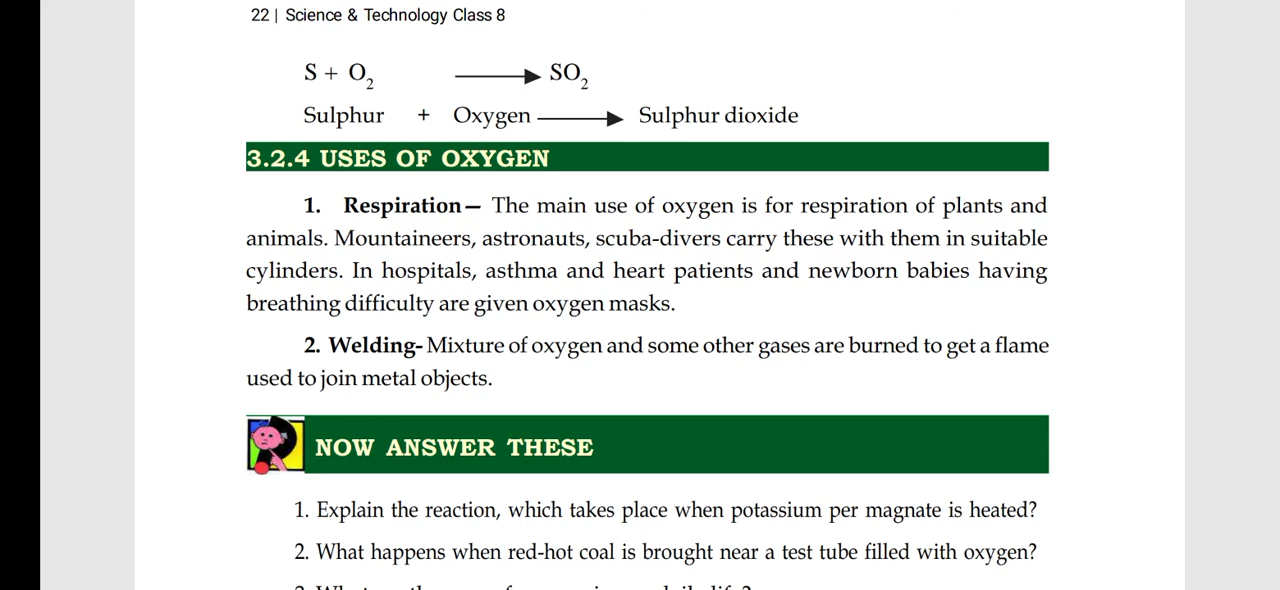 22 | Science & Technology Class 8
S + O2 SO2
Sulphur + Oxygen Sulphur dioxide
3.2.4 USES OF OXYGEN
1. Respiration— The main use of oxygen is for respiration of plants and
animals. Mountaineers, astronauts, scuba-divers carry these with them in suitable
cylinders. In hospitals, asthma and heart patients and newborn babies having
breathing difficulty are given oxygen masks.
2. Welding- Mixture of oxygen and some other gases are burned to get a flame
used to join metal objects.
NOW ANSWER THESE
1. Explain the reaction, which takes place when potassium per magnate is heated?
2. What happens when red-hot coal is brought near a test tube filled with oxygen?